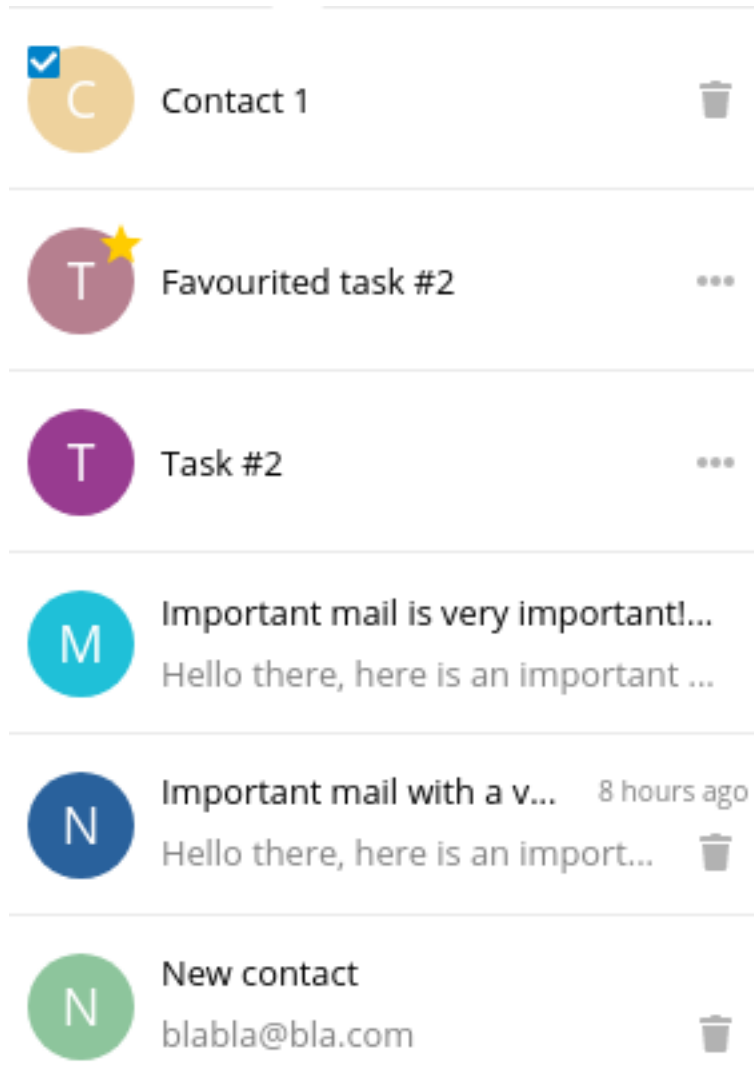 C
Contact 1
T
Favourited task #2
T
Task #2
M
Important mail is very important!...
Hello there, here is an important ...
N
Important mail with a v... 8 hours ago
Hello there, here is an import...
N
New contact
blabla@bla.com